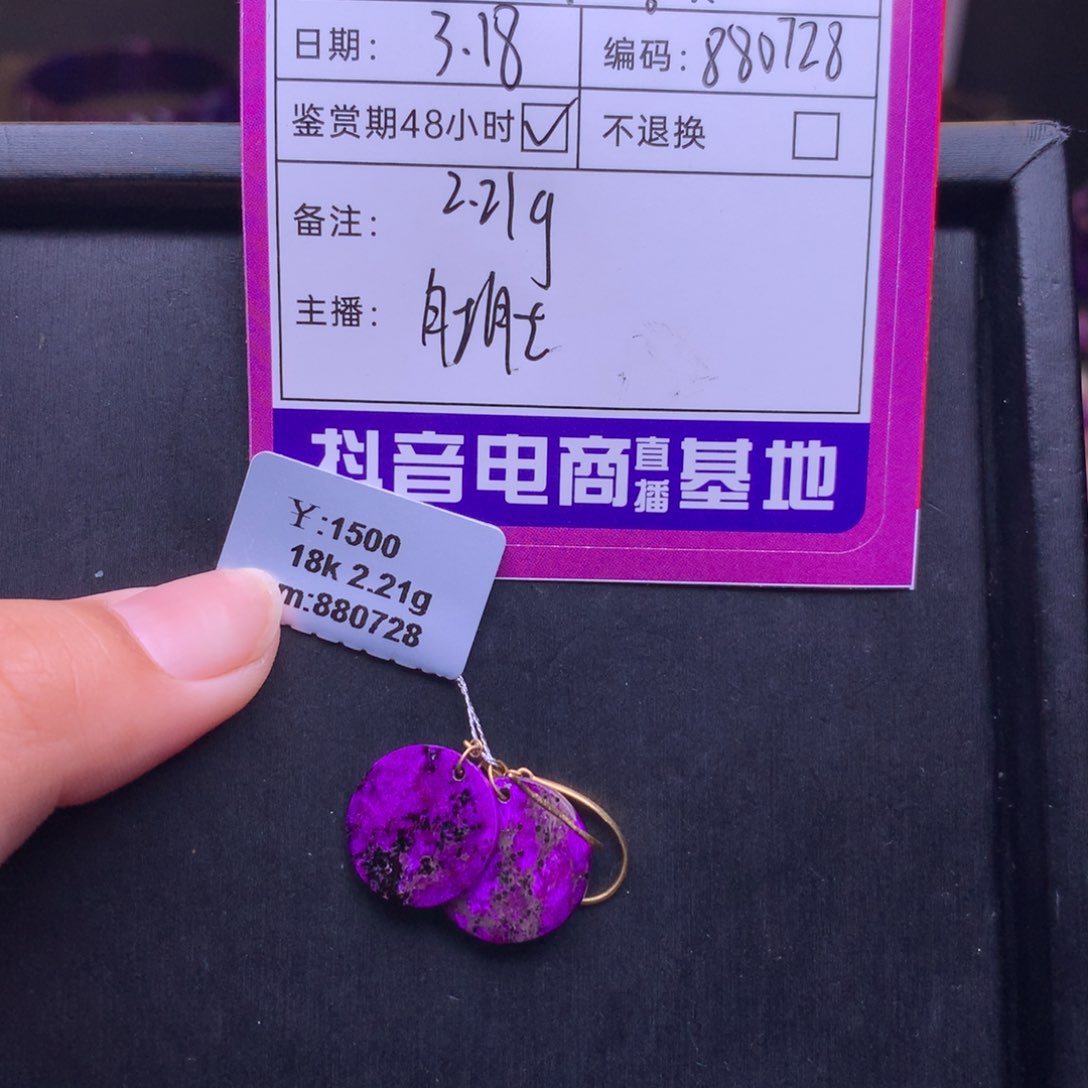 日期: 3.18 编码: 880728
鉴赏期48小时 ☑ 不退换 ☐
备注: 2.21g
主播:
抖音电商直播基地
Y:1500
18k 2.21g
m:880728